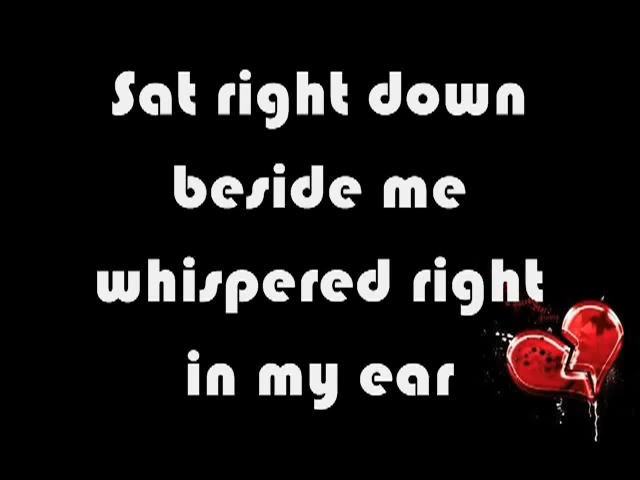 Sat right down
beside me
whispered right
in my ear